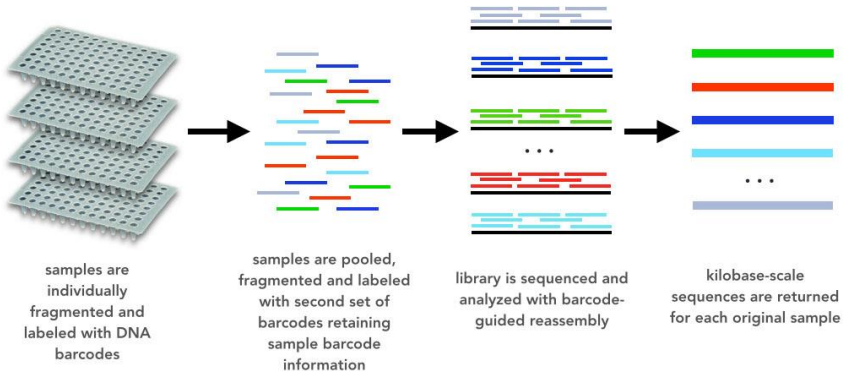 samples are
individually
fragmented and
labeled with DNA
barcodes
samples are pooled,
fragmented and labeled
with second set of
barcodes retaining
sample barcode
information
library is sequenced and
analyzed with barcode-
guided reassembly
kilobase-scale
sequences are returned
for each original sample